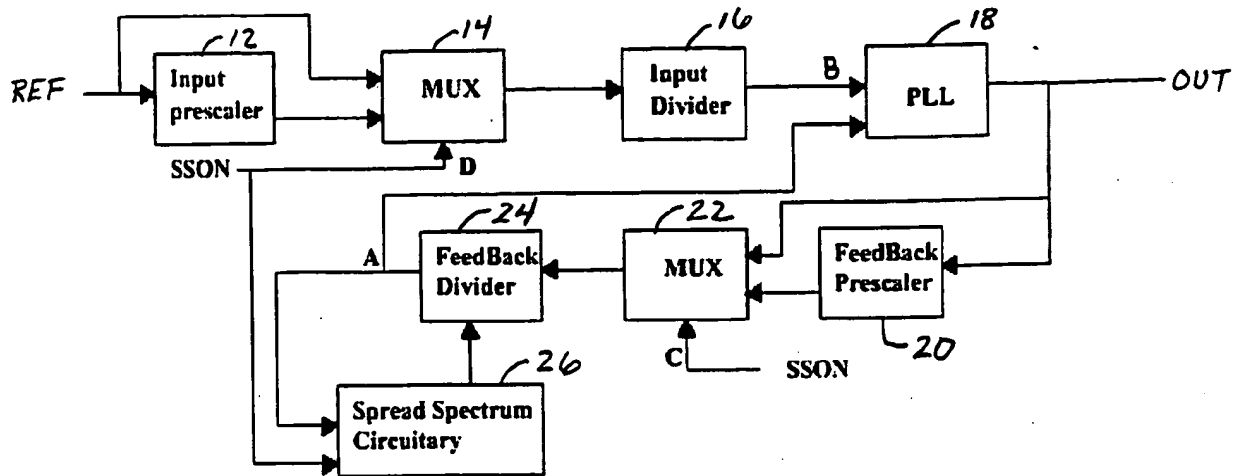 12
14
16
18
REF
Input
prescaler
MUX
Input
Divider
B
PLL
OUT
SSON
D
24
22
A
FeedBack
Divider
MUX
FeedBack
Prescaler
20
C
SSON
26
Spread Spectrum
Circuitary